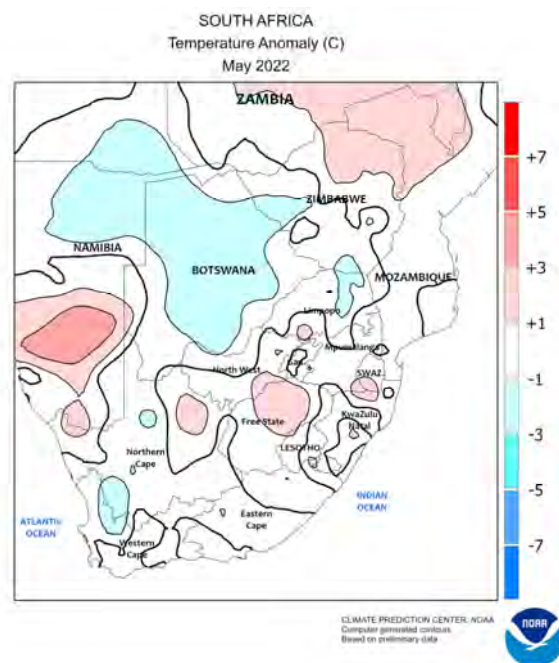 SOUTH AFRICA
Temperature Anomaly (C)
May 2022
ZAMBIA
ZIMBABWE
NAMIBIA
BOTSWANA
MOZAMBIQUE
Limpopo
Mpumalanga
North West
Gau.
SWAZ.
Free State
KwaZulu
Natal
LESOTHO
Northern
Cape
Eastern
Cape
Western
Cape
ATLANTIC
OCEAN
INDIAN
OCEAN
+7
+5
+3
+1
-1
-3
-5
-7
CLIMATE PREDICTION CENTER, NOAA
Computer generated contours
Based on preliminary data
NOAA